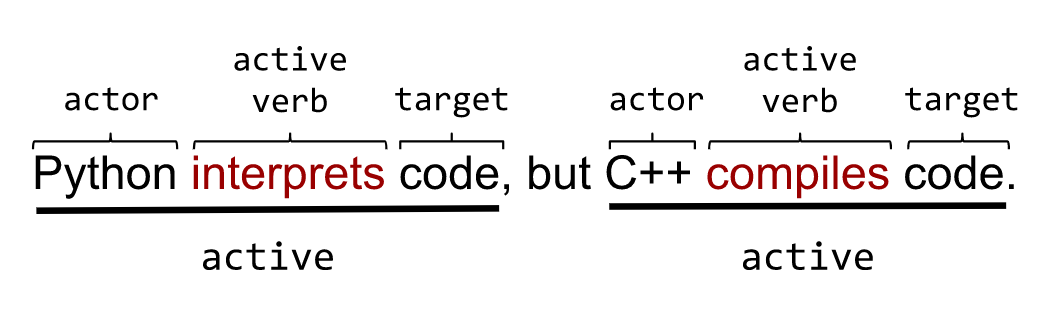 active active
actor verb target actor verb target
Python interprets code, but C++ compiles code.
active active